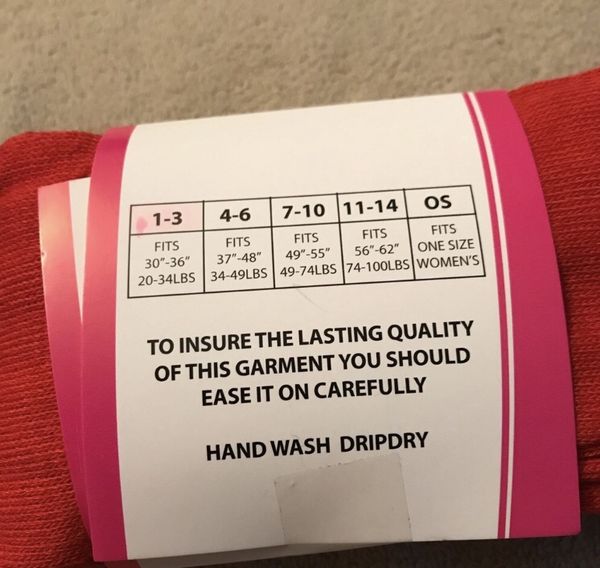 1-3 4-6 7-10 11-14 OS
FITS FITS FITS FITS FITS
30"-36" 37"-48" 49"-55" 56"-62" ONE SIZE
20-34LBS 34-49LBS 49-74LBS 74-100LBS WOMEN'S
TO INSURE THE LASTING QUALITY
OF THIS GARMENT YOU SHOULD
EASE IT ON CAREFULLY
HAND WASH DRIPDRY